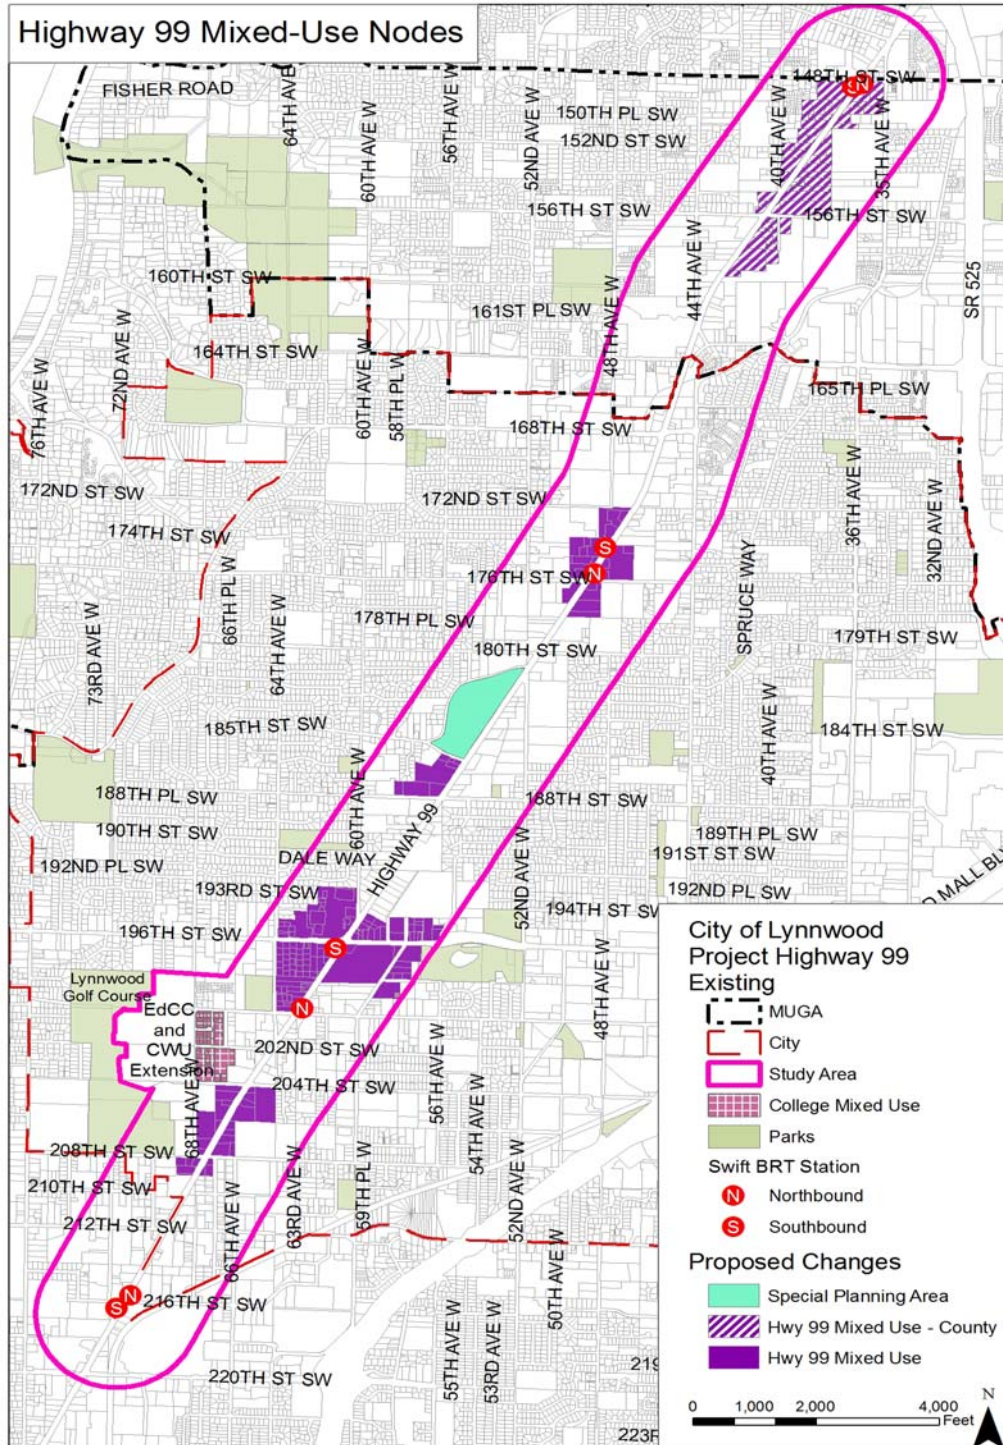 Highway 99 Mixed-Use Nodes
FISHER ROAD
64TH AVE W
60TH AVE W
56TH AVE W
52ND AVE W
150TH PL SW
152ND ST SW
148TH ST SW
S
N
40TH AVE W
35TH AVE W
156TH ST SW
156TH ST SW
160TH ST SW
161ST PL SW
44TH AVE W
SR 525
48TH AVE W
72ND AVE W
164TH ST SW
76TH AVE W
60TH AVE W
58TH PL W
165TH PL SW
168TH ST SW
172ND ST SW
172ND ST SW
36TH AVE W
32ND AVE W
174TH ST SW
S
176TH ST SW
N
66TH PL W
64TH AVE W
178TH PL SW
SPRUCE WAY
179TH ST SW
180TH ST SW
73RD AVE W
185TH ST SW
40TH AVE W
184TH ST SW
60TH AVE W
188TH PL SW
188TH ST SW
190TH ST SW
HIGHWAY 99
52ND AVE W
189TH PL SW
192ND PL SW
DALE WAY
191ST ST SW
193RD ST SW
192ND PL SW
D MALL BL
194TH ST SW
196TH ST SW
S
48TH AVE W
Lynnwood
Golf Course
N
EdCC
and
CWU
Extension
202ND ST SW
204TH ST SW
56TH AVE W
54TH AVE W
68TH AVE W
208TH ST SW
210TH ST SW
212TH ST SW
66TH AVE W
63RD AVE W
59TH PL W
52ND AVE W
50TH AVE W
N
S
216TH ST SW
220TH ST SW
55TH AVE W
53RD AVE W
219
223R
City of Lynnwood
Project Highway 99
Existing
MUGA
City
Study Area
College Mixed Use
Parks
Swift BRT Station
N Northbound
S Southbound
Proposed Changes
Special Planning Area
Hwy 99 Mixed Use - County
Hwy 99 Mixed Use
N
0 1,000 2,000 4,000
Feet